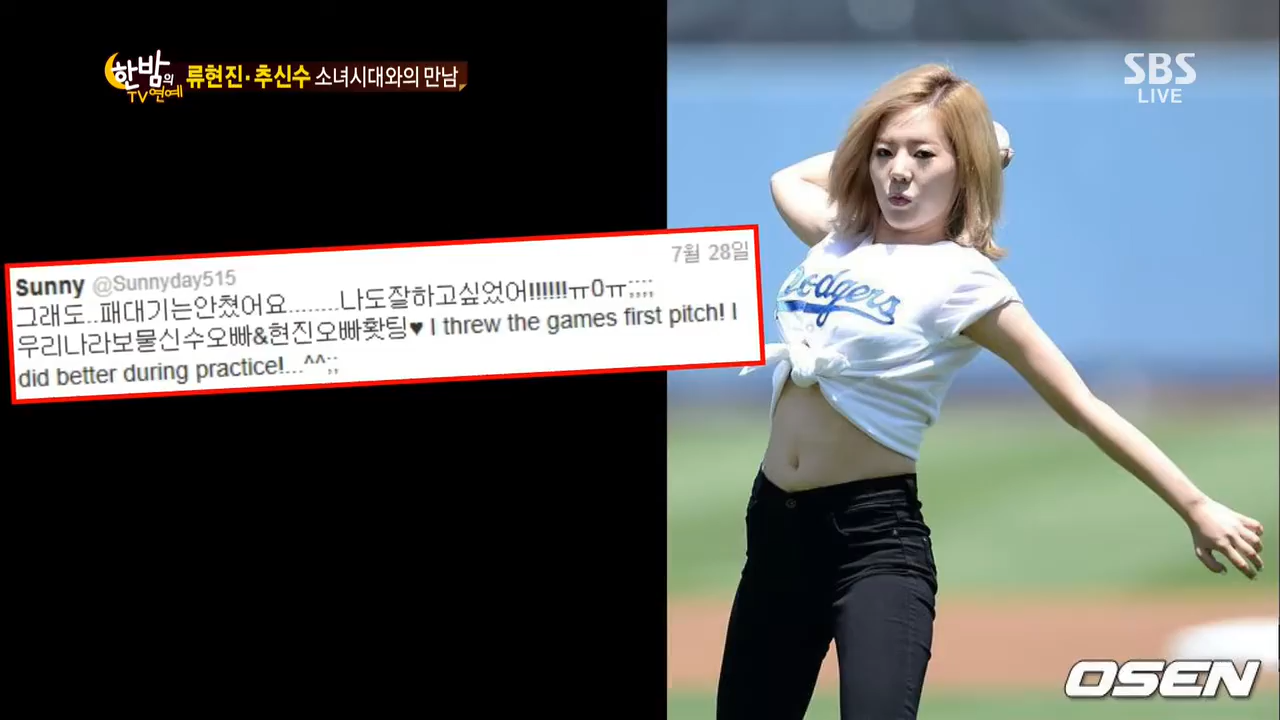 한밤의
TV연예
류현진·추신수 소녀시대와의 만남
SBS
LIVE
Sunny @Sunnyday515
7월 28일
그래도..패대기는안쳤어요........나도잘하고싶었어!!!!!!ㅠ0ㅠ;;;;
우리나라보물신수오빠&현진오빠홧팅♥ I threw the games first pitch! I
did better during practice!...^^;;
Dodgers
OSEN